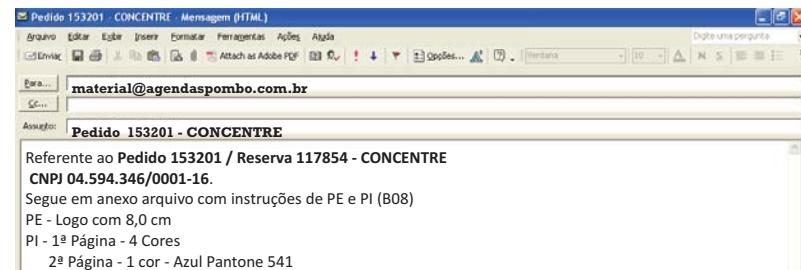 Pedido 153201 - CONCENTRE - Mensagem (HTML)
Arquivo Editar Exibir Inserir Formatar Ferramentas Ações Ajuda Digite uma pergunta
Enviar Attach as Adobe PDF Opções... Verdana 10 A N S
Para... material@agendaspombo.com.br
Cc...
Assunto: Pedido 153201 - CONCENTRE
Referente ao Pedido 153201 / Reserva 117854 - CONCENTRE
CNPJ 04.594.346/0001-16.
Segue em anexo arquivo com instruções de PE e PI (B08)
PE - Logo com 8,0 cm
PI - 1ª Página - 4 Cores
2ª Página - 1 cor - Azul Pantone 541